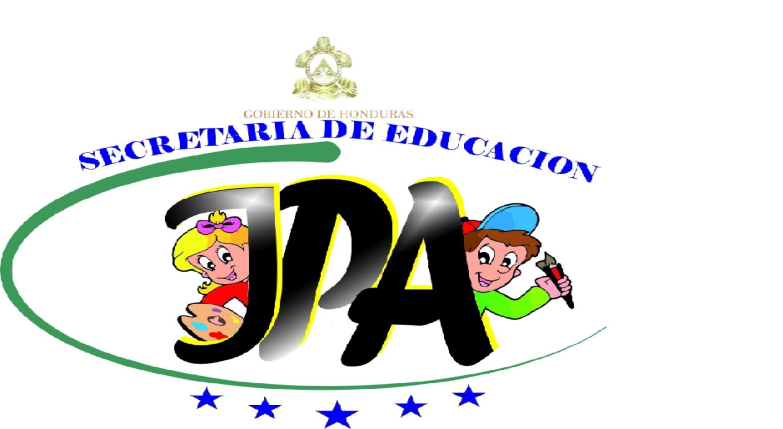 GOBIERNO DE HONDURAS
SECRETARIA DE EDUCACION
JPA